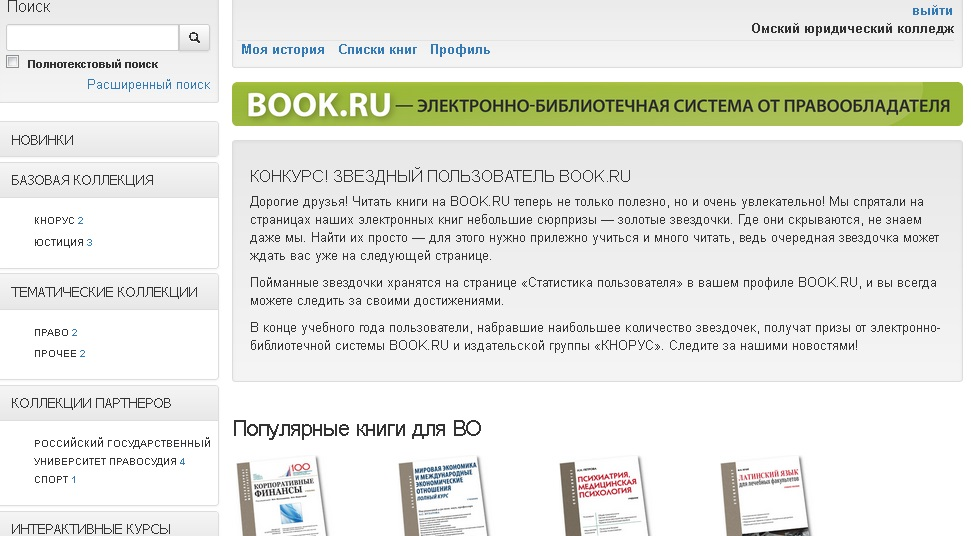 Поиск
Полнотекстовый поиск
Расширенный поиск
НОВИНКИ
БАЗОВАЯ КОЛЛЕКЦИЯ
КНОРУС 2
ЮСТИЦИЯ 3
ТЕМАТИЧЕСКИЕ КОЛЛЕКЦИИ
ПРАВО 2
ПРОЧЕЕ 2
КОЛЛЕКЦИИ ПАРТНЕРОВ
РОССИЙСКИЙ ГОСУДАРСТВЕННЫЙ
УНИВЕРСИТЕТ ПРАВОСУДИЯ 4
СПОРТ 1
ИНТЕРАКТИВНЫЕ КУРСЫ
выйти
Омский юридический колледж
Моя история Списки книг Профиль
BOOK.RU — ЭЛЕКТРОННО-БИБЛИОТЕЧНАЯ СИСТЕМА ОТ ПРАВООБЛАДАТЕЛЯ
КОНКУРС! ЗВЕЗДНЫЙ ПОЛЬЗОВАТЕЛЬ BOOK.RU
Дорогие друзья! Читать книги на BOOK.RU теперь не только полезно, но и очень увлекательно! Мы спрятали на
страницах наших электронных книг небольшие сюрпризы — золотые звездочки. Где они скрываются, не знаем
даже мы. Найти их просто — для этого нужно прилежно учиться и много читать, ведь очередная звездочка может
ждать вас уже на следующей странице.
Пойманные звездочки хранятся на странице «Статистика пользователя» в вашем профиле BOOK.RU, и вы всегда
можете следить за своими достижениями.
В конце учебного года пользователи, набравшие наибольшее количество звездочек, получат призы от электронно-
библиотечной системы BOOK.RU и издательской группы «КНОРУС». Следите за нашими новостями!
Популярные книги для ВО
100
КОРПОРАТИВНЫЕ
ФИНАНСЫ
МИРОВАЯ ЭКОНОМИКА
И МЕЖДУНАРОДНЫЕ
ЭКОНОМИЧЕСКИЕ
ОТНОШЕНИЯ
ПОЛНЫЙ КУРС
ПСИХИАТРИЯ,
МЕДИЦИНСКАЯ
ПСИХОЛОГИЯ
ЛАТИНСКИЙ ЯЗЫК
для лечебных факультетов